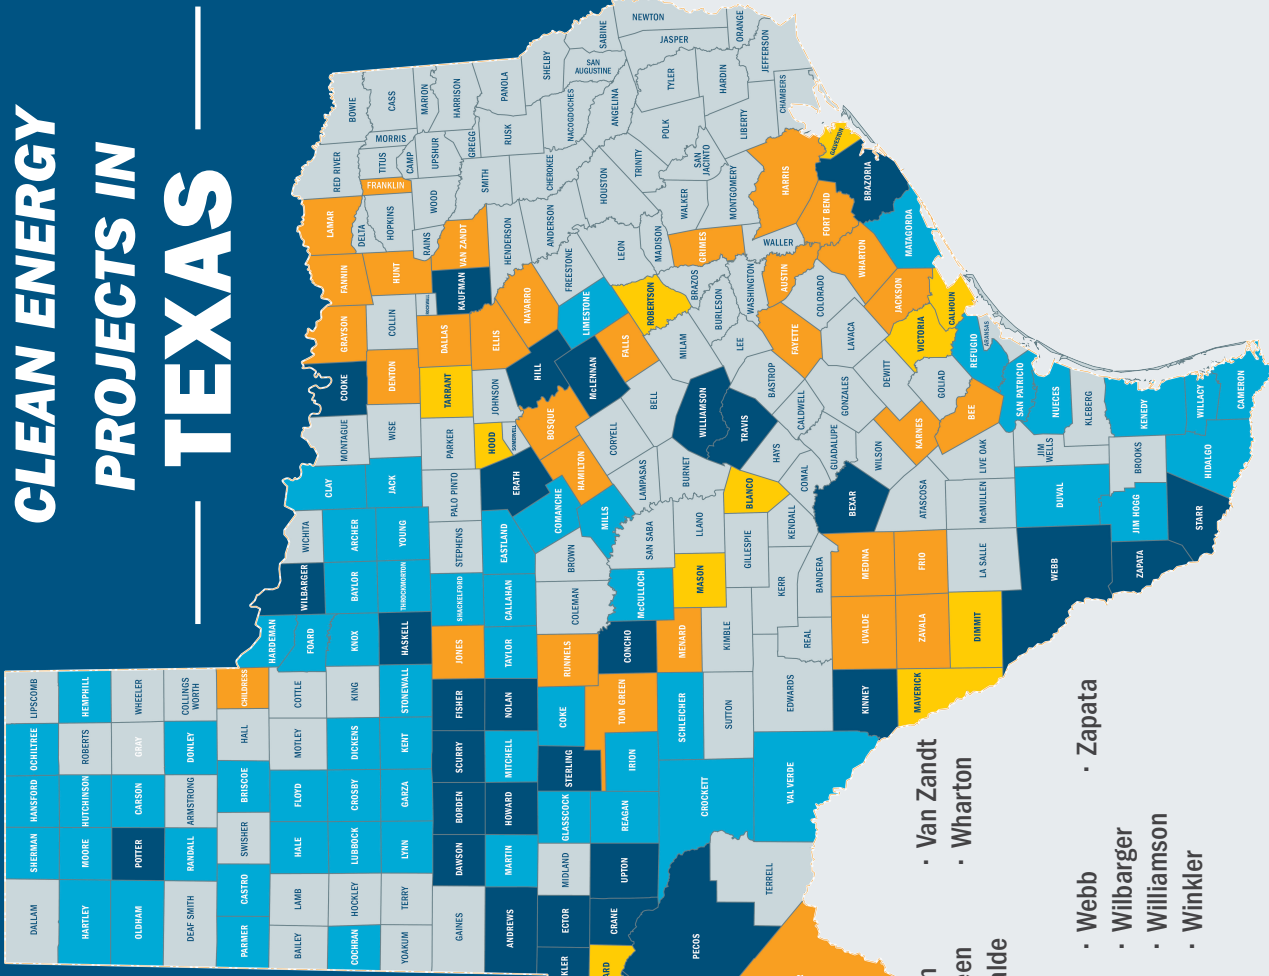 CLEAN ENERGY
PROJECTS IN
TEXAS
DALLAM
SHERMAN
HANSFORD
OCHILTREE
LIPSCOMB
HARTLEY
MOORE
HUTCHINSON
ROBERTS
HEMPHILL
OLDHAM
POTTER
CARSON
GRAY
WHEELER
DEAF SMITH
RANDALL
ARMSTRONG
DONLEY
COLLINGS
WORTH
PARMER
CASTRO
SWISHER
BRISCOE
HALL
CHILDRESS
BAILEY
LAMB
HALE
FLOYD
MOTLEY
COTTLE
HARDEMAN
FOARD
WILBARGER
WICHITA
CLAY
MONTAGUE
COOKE
GRAYSON
FANNIN
LAMAR
RED RIVER
BOWIE
COCHRAN
HOCKLEY
LUBBOCK
CROSBY
DICKENS
KING
KNOX
BAYLOR
ARCHER
JACK
WISE
DENTON
COLLIN
HUNT
DELTA
HOPKINS
FRANKLIN
TITUS
CAMP
MORRIS
CASS
MARION
YOAKUM
TERRY
LYNN
GARZA
KENT
STONEWALL
HASKELL
THROCKMORTON
YOUNG
PALO PINTO
PARKER
TARRANT
DALLAS
KAUFMAN
RAINS
VAN ZANDT
WOOD
UPSHUR
GREGG
HARRISON
GAINES
DAWSON
BORDEN
SCURRY
FISHER
JONES
SHACKELFORD
STEPHENS
HOOD
JOHNSON
ELLIS
HENDERSON
SMITH
RUSK
PANOLA
ANDREWS
MARTIN
HOWARD
MITCHELL
NOLAN
TAYLOR
CALLAHAN
EASTLAND
ERATH
SOMERVELL
BOSQUE
HILL
NAVARRO
FREESTONE
ANDERSON
CHEROKEE
NACOGDOCHES
SHELBY
KLER
ECTOR
MIDLAND
GLASSCOCK
STERLING
COKE
RUNNELS
COLEMAN
BROWN
COMANCHE
HAMILTON
MILLS
CORYELL
McLENNAN
LIMESTONE
FALLS
LEON
HOUSTON
TRINITY
ANGELINA
SAN
AUGUSTINE
SABINE
ARD
CRANE
UPTON
REAGAN
IRION
TOM GREEN
CONCHO
McCULLOCH
SAN SABA
LAMPASAS
BELL
MILAM
ROBERTSON
MADISON
WALKER
SAN
JACINTO
POLK
TYLER
JASPER
NEWTON
PECOS
TERRELL
CROCKETT
SCHLEICHER
SUTTON
MENARD
KIMBLE
MASON
LLANO
BURNET
WILLIAMSON
TRAVIS
LEE
BURLESON
BRAZOS
WASHINGTON
GRIMES
MONTGOMERY
LIBERTY
HARDIN
ORANGE
JEFFERSON
CHAMBERS
VAL VERDE
EDWARDS
REAL
KERR
GILLESPIE
BLANCO
HAYS
BASTROP
CALDWELL
FAYETTE
AUSTIN
WALLER
HARRIS
BANDERA
KENDALL
COMAL
GUADALUPE
GONZALES
LAVACA
COLORADO
FORT BEND
GALVESTON
KINNEY
UVALDE
MEDINA
BEXAR
WILSON
DEWITT
WHARTON
BRAZORIA
MAVERICK
ZAVALA
FRIO
ATASCOSA
KARNES
GOLIAD
VICTORIA
JACKSON
MATAGORDA
DIMMIT
LA SALLE
McMULLEN
LIVE OAK
BEE
REFUGIO
ARANSAS
CALHOUN
WEBB
DUVAL
JIM
WELLS
SAN PATRICIO
NUECES
KLEBERG
ZAPATA
JIM HOGG
BROOKS
KENEDY
STARR
HIDALGO
WILLACY
CAMERON
· Van Zandt
· Wharton
een
alde
· Webb
· Wilbarger
· Williamson
· Winkler
· Zapata